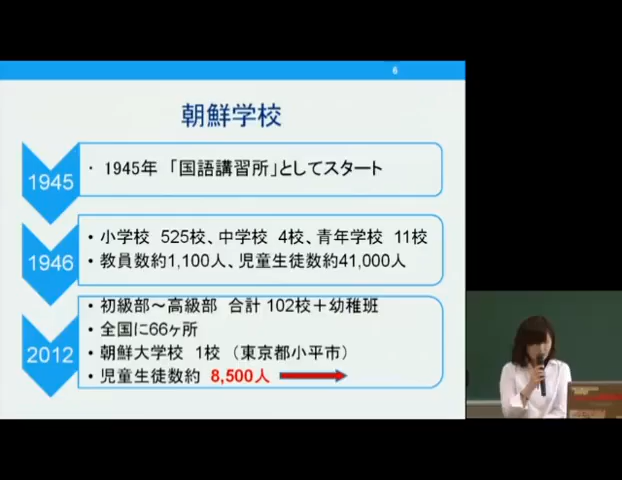 6
朝鮮学校
1945
・ 1945年 「国語講習所」としてスタート
1946
• 小学校 525校、中学校 4校、青年学校 11校
• 教員数約1,100人、児童生徒数約41,000人
2012
• 初級部～高級部 合計 102校＋幼稚班
• 全国に66ヶ所
• 朝鮮大学校 1校 （東京都小平市）
• 児童生徒数約 8,500人